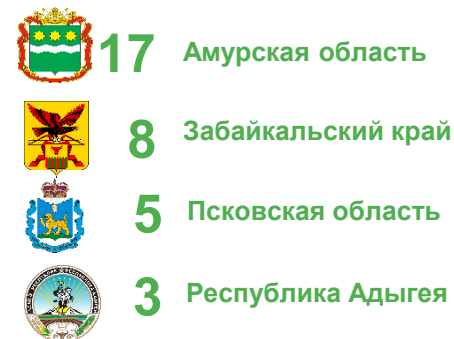 17 Амурская область
8 Забайкальский край
5 Псковская область
3 Республика Адыгея